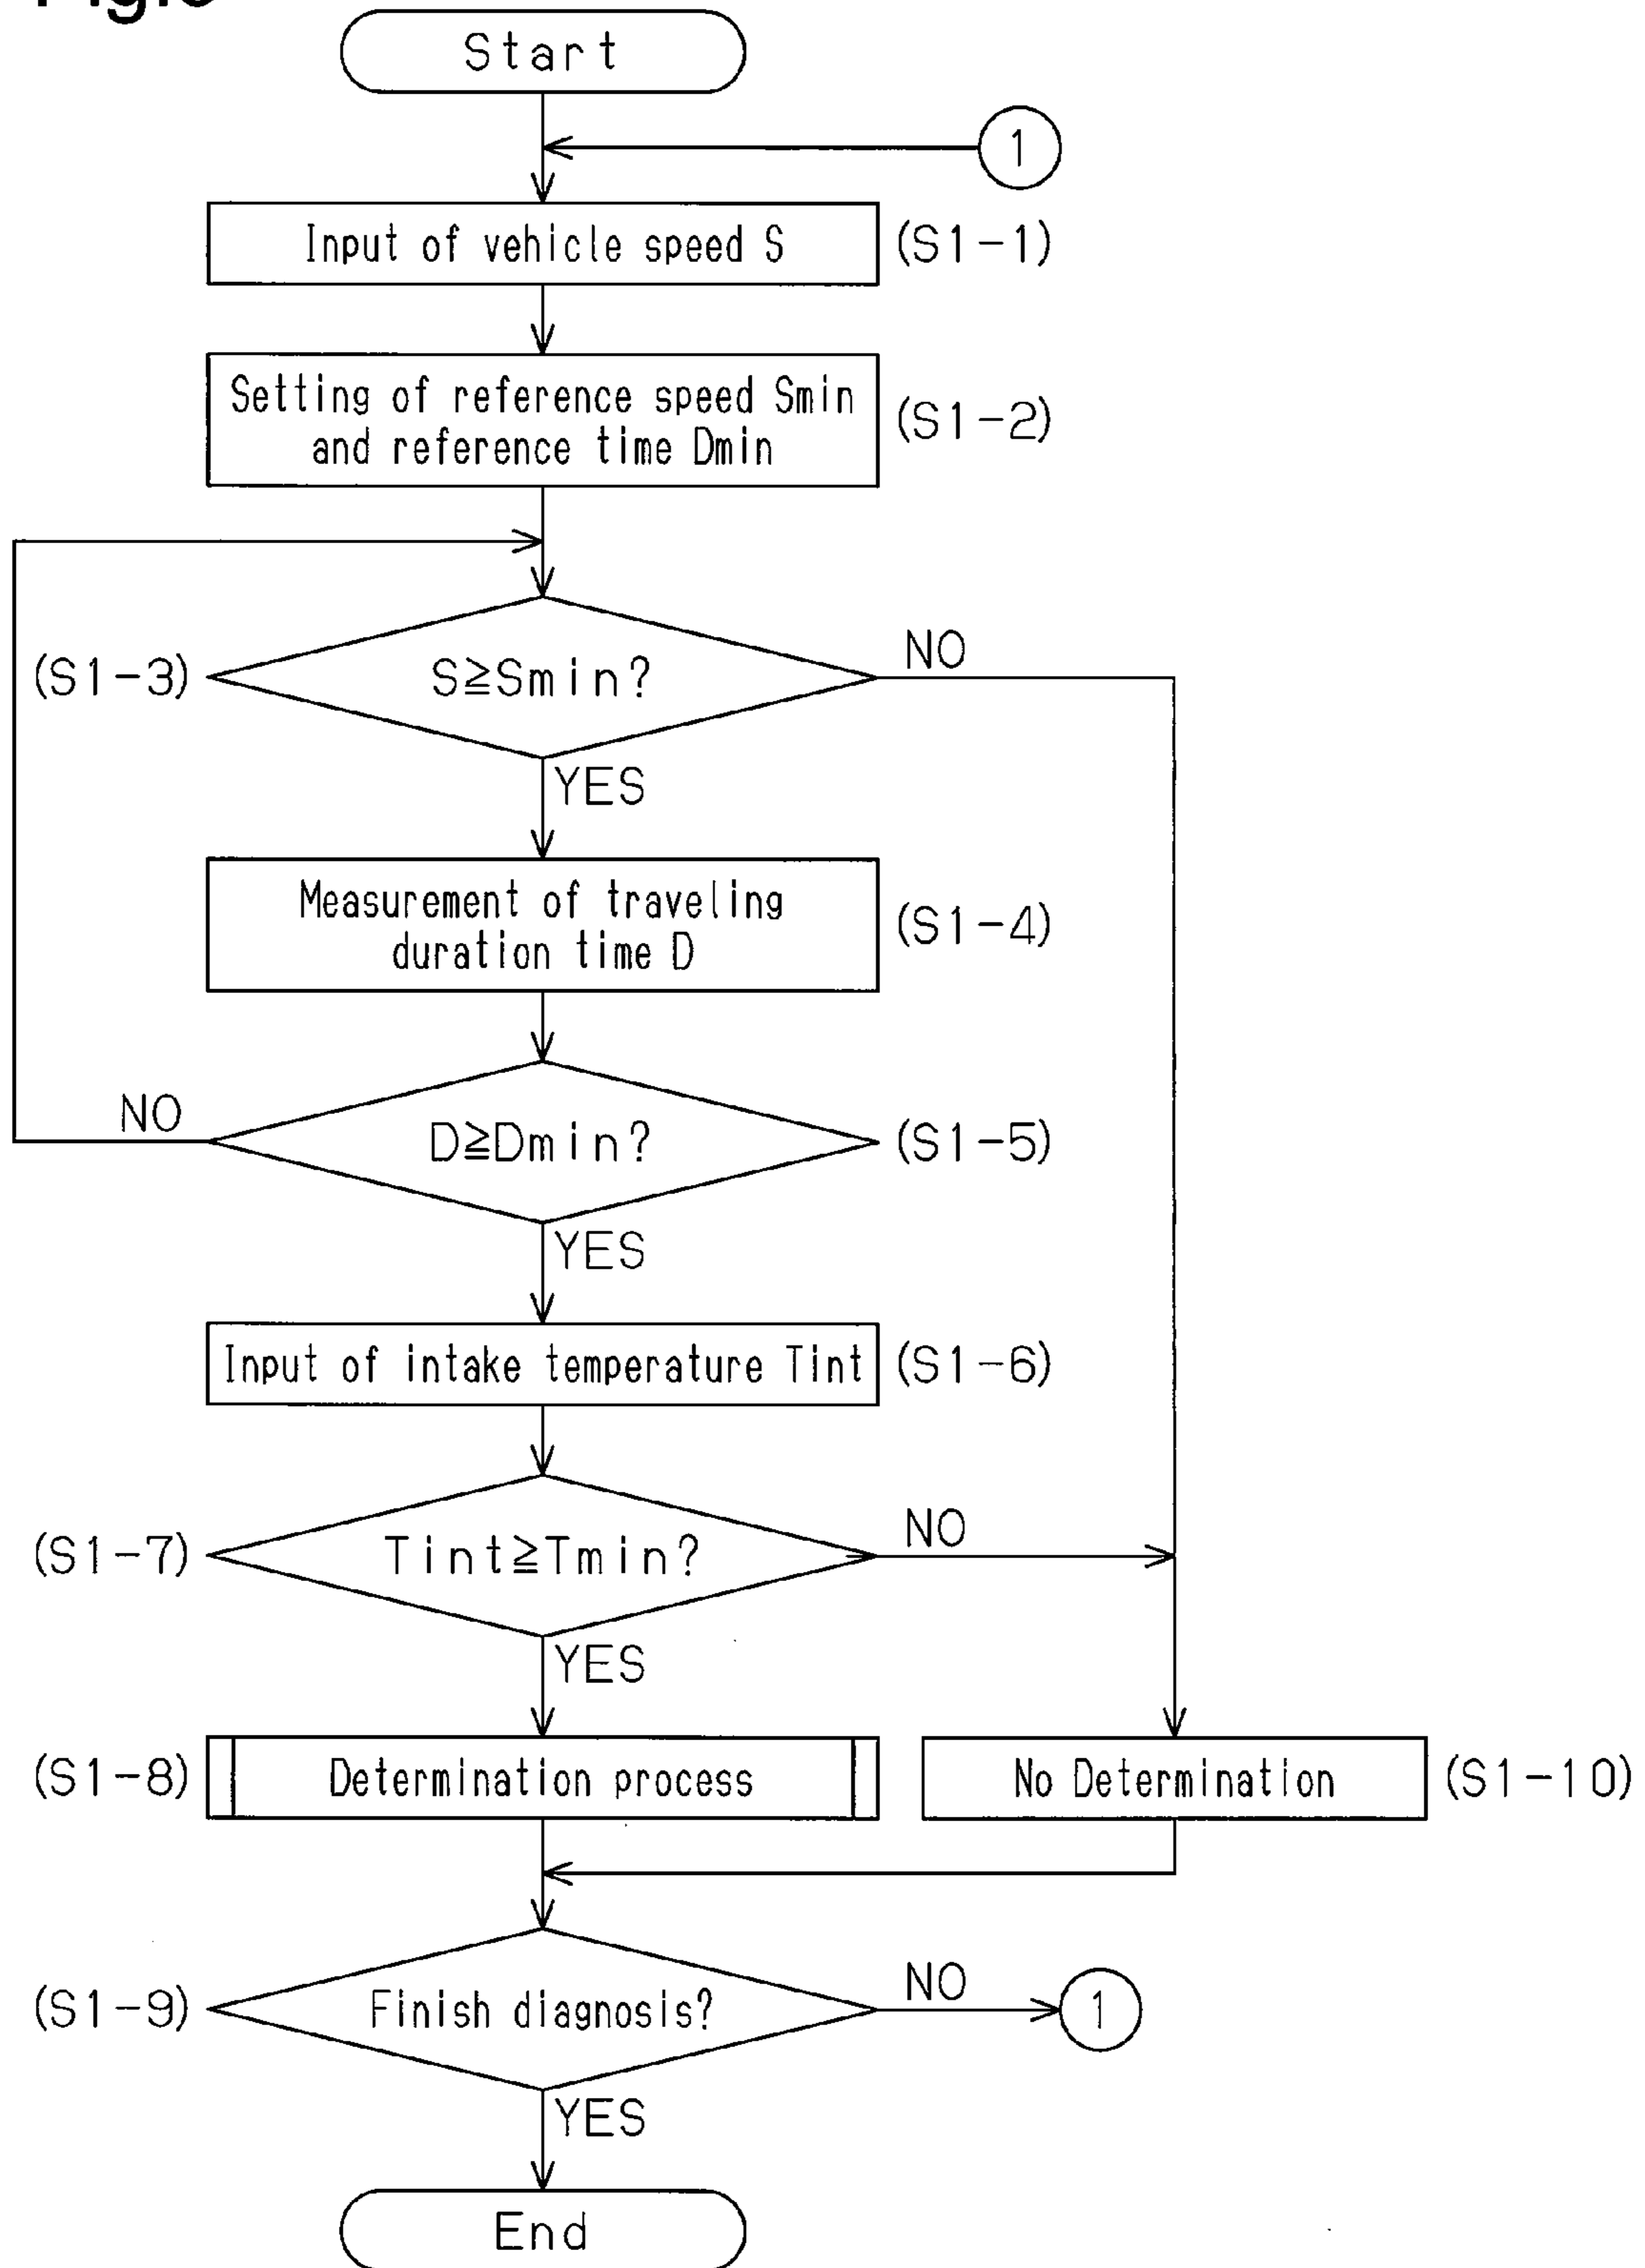 Start
1
Input of vehicle speed S
(S1-1)
Setting of reference speed Smin
and reference time Dmin
(S1-2)
(S1-3)
S≧Smin?
NO
YES
Measurement of traveling
duration time D
(S1-4)
NO
D≧Dmin?
(S1-5)
YES
Input of intake temperature Tint
(S1-6)
(S1-7)
Tint≧Tmin?
NO
YES
(S1-8)
Determination process
No Determination
(S1-10)
(S1-9)
Finish diagnosis?
NO
1
YES
End